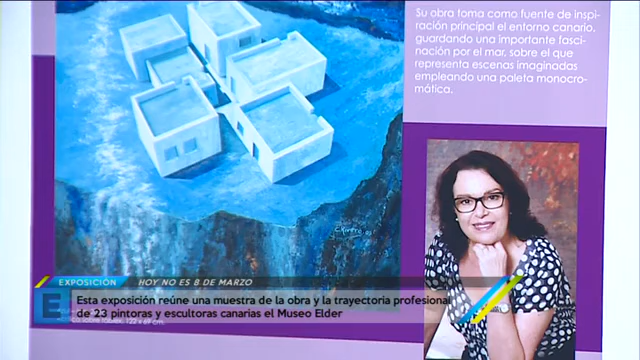 Su obra toma como fuente de inspi-
ración principal el entorno canario,
guardando una importante fasci-
nación por el mar, sobre el que
representa escenas imaginadas
empleando una paleta monocro-
mática.
EXPOSICIÓN
HOY NO ES 8 DE MARZO
E
Esta exposición reúne una muestra de la obra y la trayectoria profesional
de 23 pintoras y escultoras canarias el Museo Elder
122 x 69 cm.